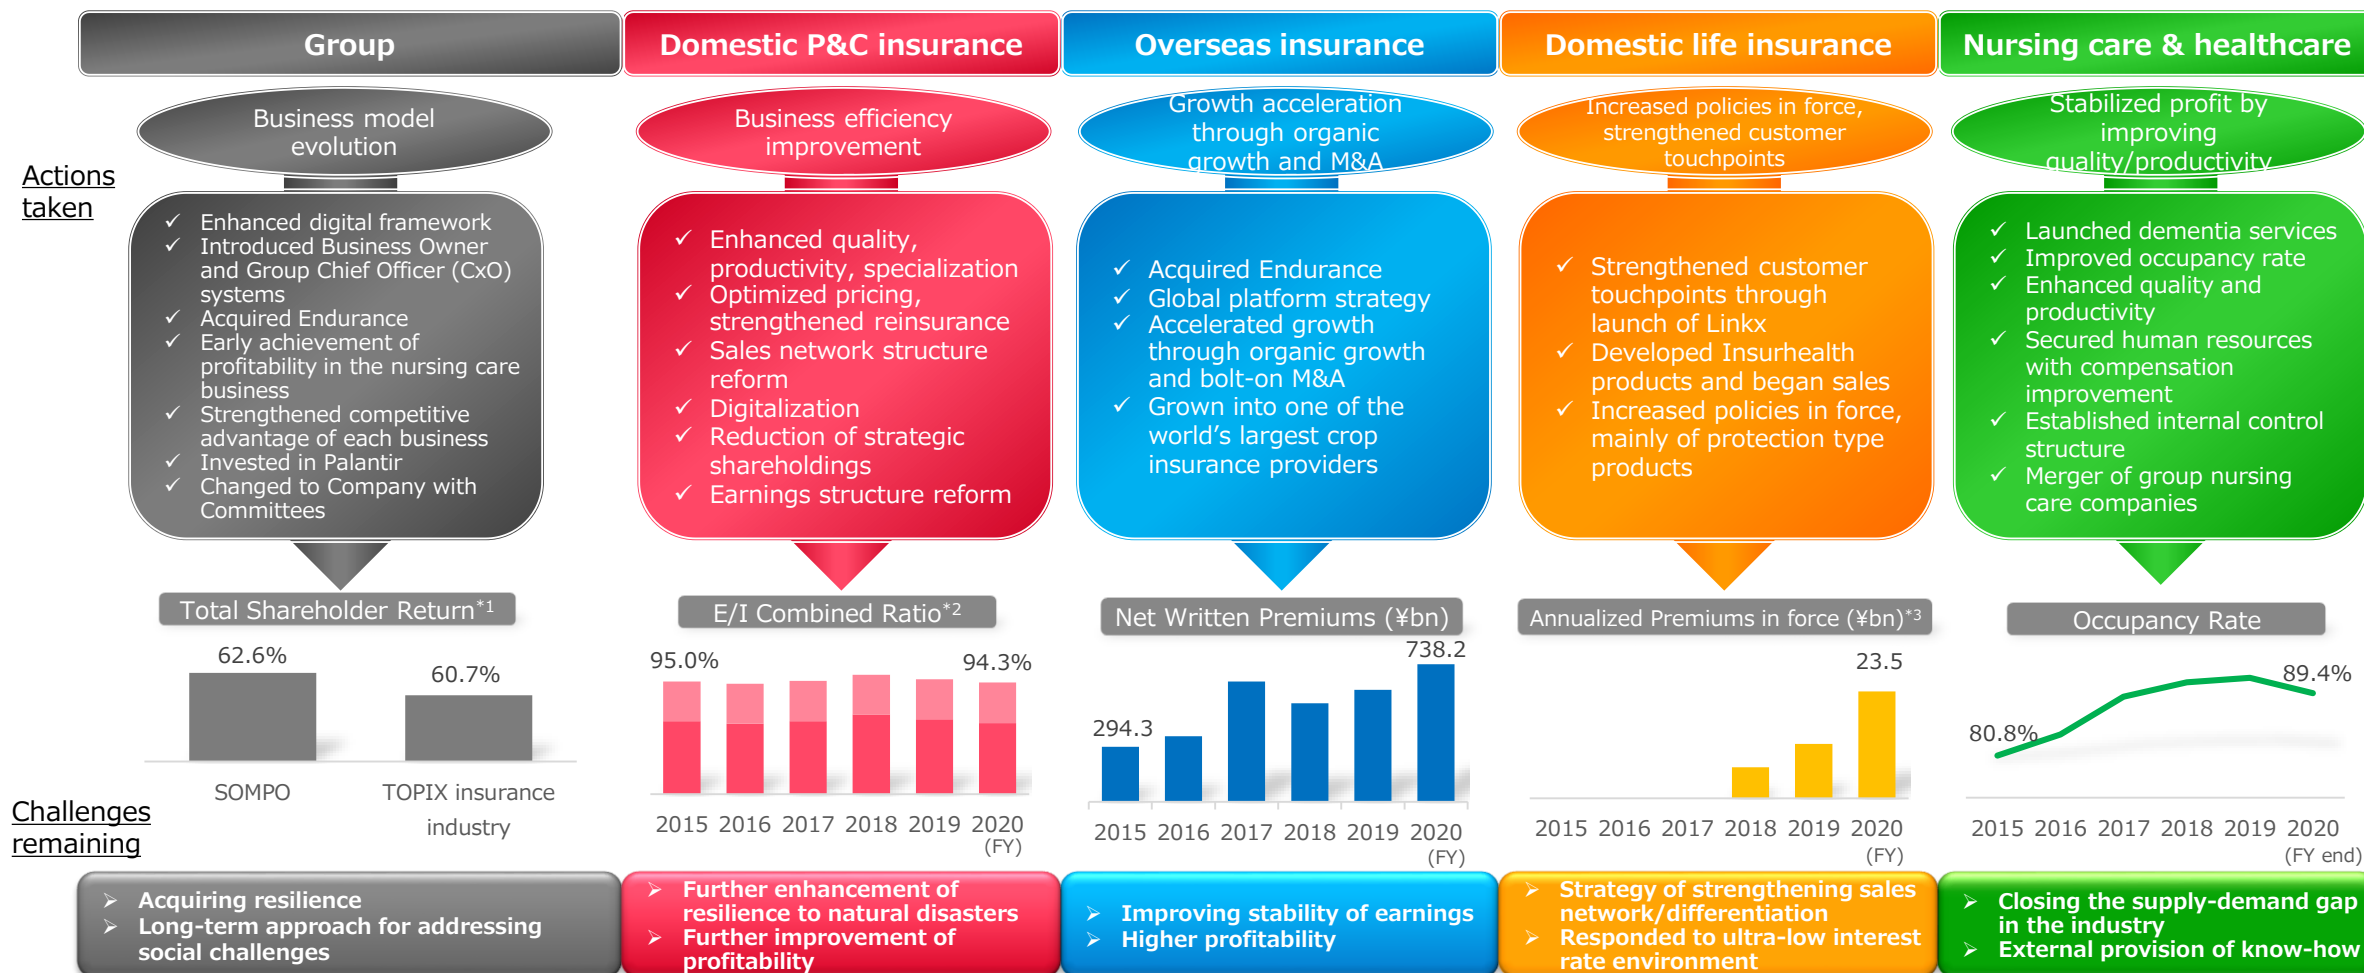 Group
Domestic P&C insurance
Overseas insurance
Domestic life insurance
Nursing care & healthcare
Actions
taken
Business model
evolution
Business efficiency
improvement
Growth acceleration
through organic
growth and M&A
Increased policies in force,
strengthened customer
touchpoints
Stabilized profit by
improving
quality/productivity
✓ Enhanced digital framework
✓ Introduced Business Owner
and Group Chief Officer (CxO)
systems
✓ Acquired Endurance
✓ Early achievement of
profitability in the nursing care
business
✓ Strengthened competitive
advantage of each business
✓ Invested in Palantir
✓ Changed to Company with
Committees
✓ Enhanced quality,
productivity, specialization
✓ Optimized pricing,
strengthened reinsurance
✓ Sales network structure
reform
✓ Digitalization
✓ Reduction of strategic
shareholdings
✓ Earnings structure reform
✓ Acquired Endurance
✓ Global platform strategy
✓ Accelerated growth
through organic growth
and bolt-on M&A
✓ Grown into one of the
world's largest crop
insurance providers
✓ Strengthened customer
touchpoints through
launch of Linkx
✓ Developed Insurhealth
products and began sales
✓ Increased policies in force,
mainly of protection type
products
✓ Launched dementia services
✓ Improved occupancy rate
✓ Enhanced quality and
productivity
✓ Secured human resources
with compensation
improvement
✓ Established internal control
structure
✓ Merger of group nursing
care companies
Total Shareholder Return*1
62.6%
60.7%
SOMPO
TOPIX insurance
industry
E/I Combined Ratio*2
95.0%
94.3%
2015 2016 2017 2018 2019 2020
(FY)
Net Written Premiums (¥bn)
738.2
294.3
2015 2016 2017 2018 2019 2020
(FY)
Annualized Premiums in force (¥bn)*3
23.5
2015 2016 2017 2018 2019 2020
(FY)
Occupancy Rate
89.4%
80.8%
2015 2016 2017 2018 2019 2020
(FY end)
Challenges
remaining
➢ Acquiring resilience
➢ Long-term approach for addressing
social challenges
➢ Further enhancement of
resilience to natural disasters
➢ Further improvement of
profitability
➢ Improving stability of earnings
➢ Higher profitability
➢ Strategy of strengthening sales
network/differentiation
➢ Responded to ultra-low interest
rate environment
➢ Closing the supply-demand gap
in the industry
➢ External provision of know-how